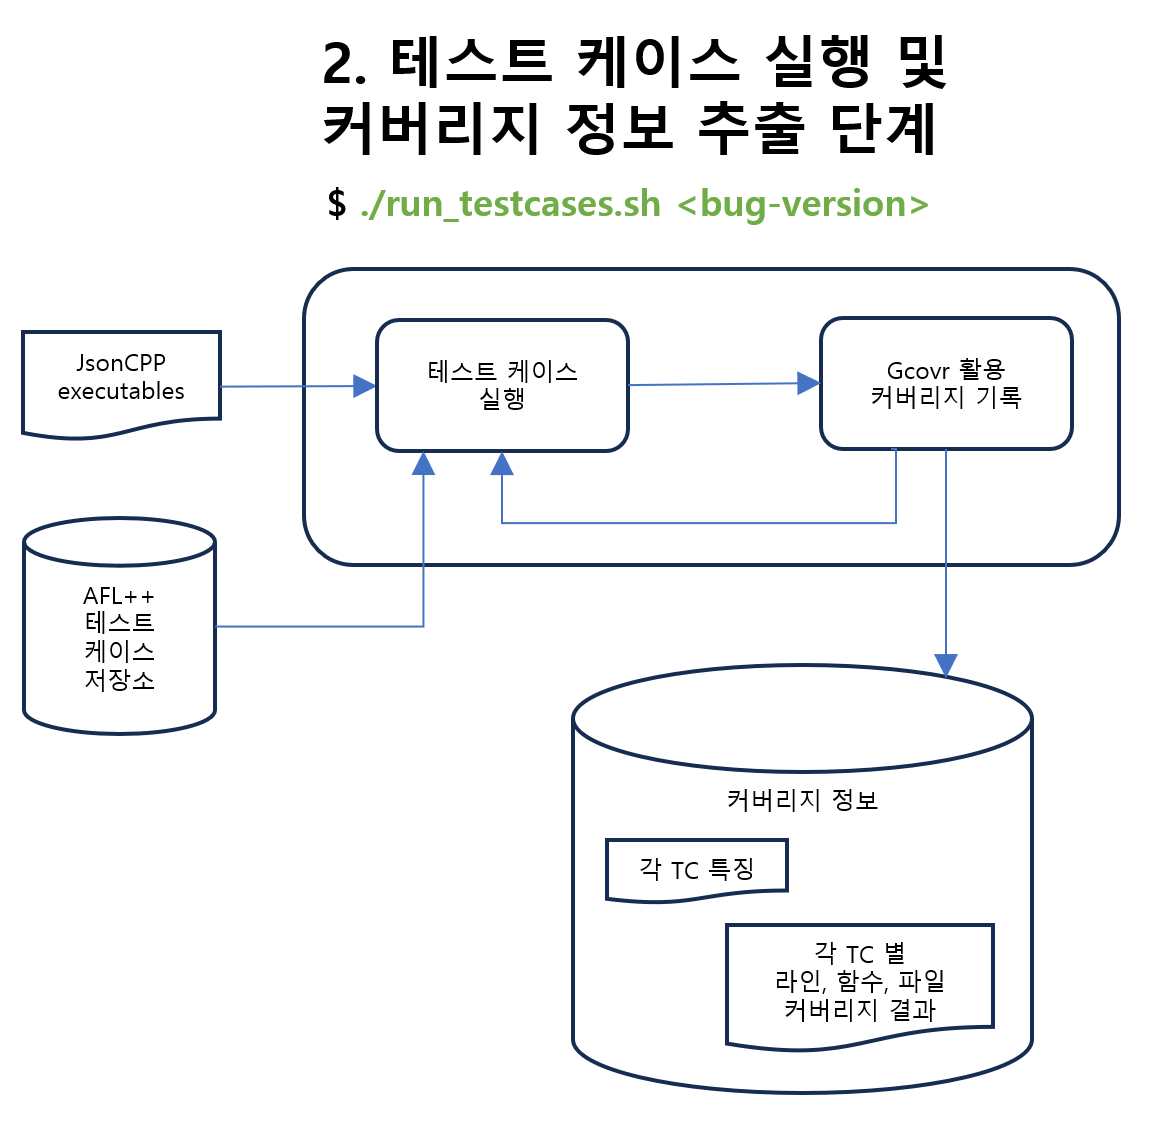 2. 테스트 케이스 실행 및
커버리지 정보 추출 단계
$ ./run_testcases.sh <bug-version>
JsonCPP
executables
테스트 케이스
실행
Gcovr 활용
커버리지 기록
AFL++
테스트
케이스
저장소
커버리지 정보
각 TC 특징
각 TC 별
라인, 함수, 파일
커버리지 결과